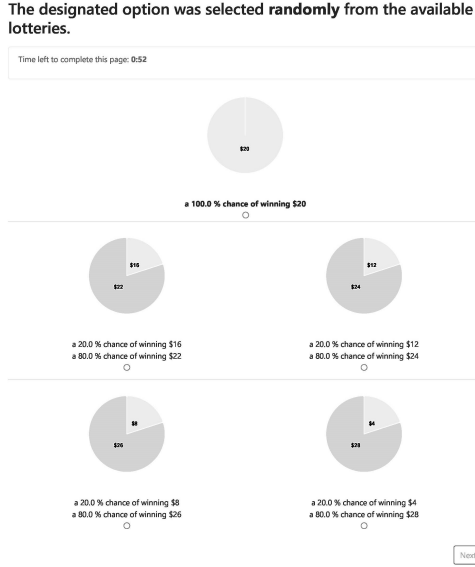 The designated option was selected randomly from the available
lotteries.
Time left to complete this page: 0:52
$20
a 100.0 % chance of winning $20
$16
$22
a 20.0 % chance of winning $16
a 80.0 % chance of winning $22
$12
$24
a 20.0 % chance of winning $12
a 80.0 % chance of winning $24
$8
$26
a 20.0 % chance of winning $8
a 80.0 % chance of winning $26
$4
$28
a 20.0 % chance of winning $4
a 80.0 % chance of winning $28
Next